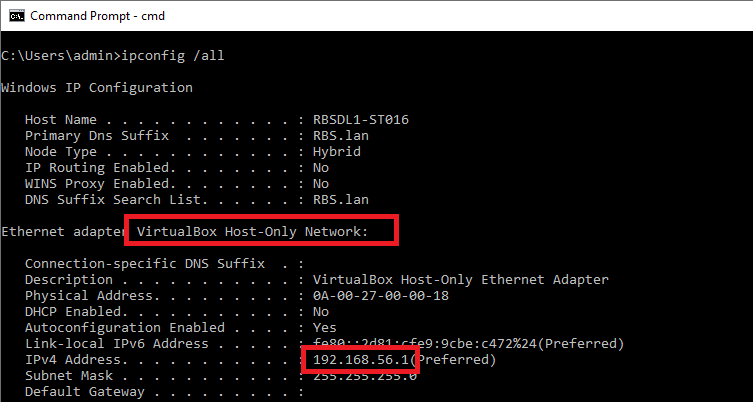 Command Prompt - cmd
C:\Users\admin>ipconfig /all
Windows IP Configuration
Host Name . . . . . . . . . . . . : RBSDL1-ST016
Primary Dns Suffix  . . . . . . . : RBS.lan
Node Type . . . . . . . . . . . . : Hybrid
IP Routing Enabled. . . . . . . . : No
WINS Proxy Enabled. . . . . . . . : No
DNS Suffix Search List. . . . . . : RBS.lan
Ethernet adapter VirtualBox Host-Only Network:
Connection-specific DNS Suffix  . :
Description . . . . . . . . . . . : VirtualBox Host-Only Ethernet Adapter
Physical Address. . . . . . . . . : 0A-00-27-00-00-18
DHCP Enabled. . . . . . . . . . . : No
Autoconfiguration Enabled . . . . : Yes
Link-local IPv6 Address . . . . . : fe80::2d81:cfe9:9cbe:c472%24(Preferred)
IPv4 Address. . . . . . . . . . . : 192.168.56.1(Preferred)
Subnet Mask . . . . . . . . . . . : 255.255.255.0
Default Gateway . . . . . . . . . :